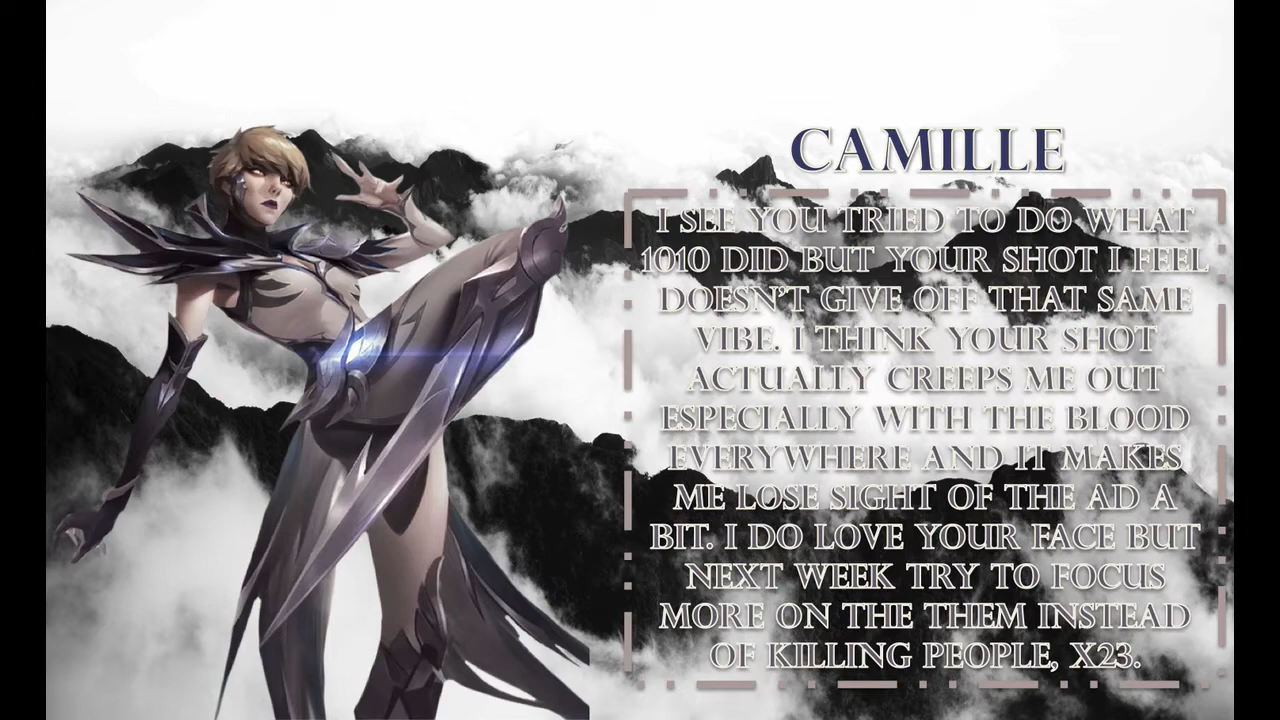 CAMILLE
I SEE YOU TRIED TO DO WHAT
1010 DID BUT YOUR SHOT I FEEL
DOESN'T GIVE OFF THAT SAME
VIBE. I THINK YOUR SHOT
ACTUALLY CREEPS ME OUT
ESPECIALLY WITH THE BLOOD
EVERYWHERE AND IT MAKES
ME LOSE SIGHT OF THE AD A
BIT. I DO LOVE YOUR FACE BUT
NEXT WEEK TRY TO FOCUS
MORE ON THE THEM INSTEAD
OF KILLING PEOPLE, X23.